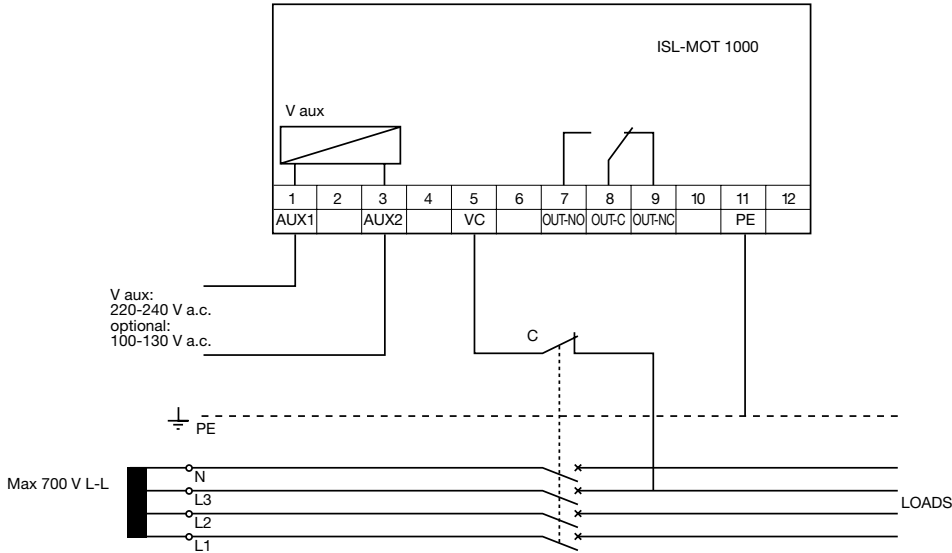 ISL-MOT 1000
V aux
1 2 3 4 5 6 7 8 9 10 11 12
AUX1 AUX2 VC OUT-NO OUT-C OUT-NC PE
V aux:
220-240 V a.c.
optional:
100-130 V a.c.
C
PE
Max 700 V L-L
N
L3
L2
L1
LOADS